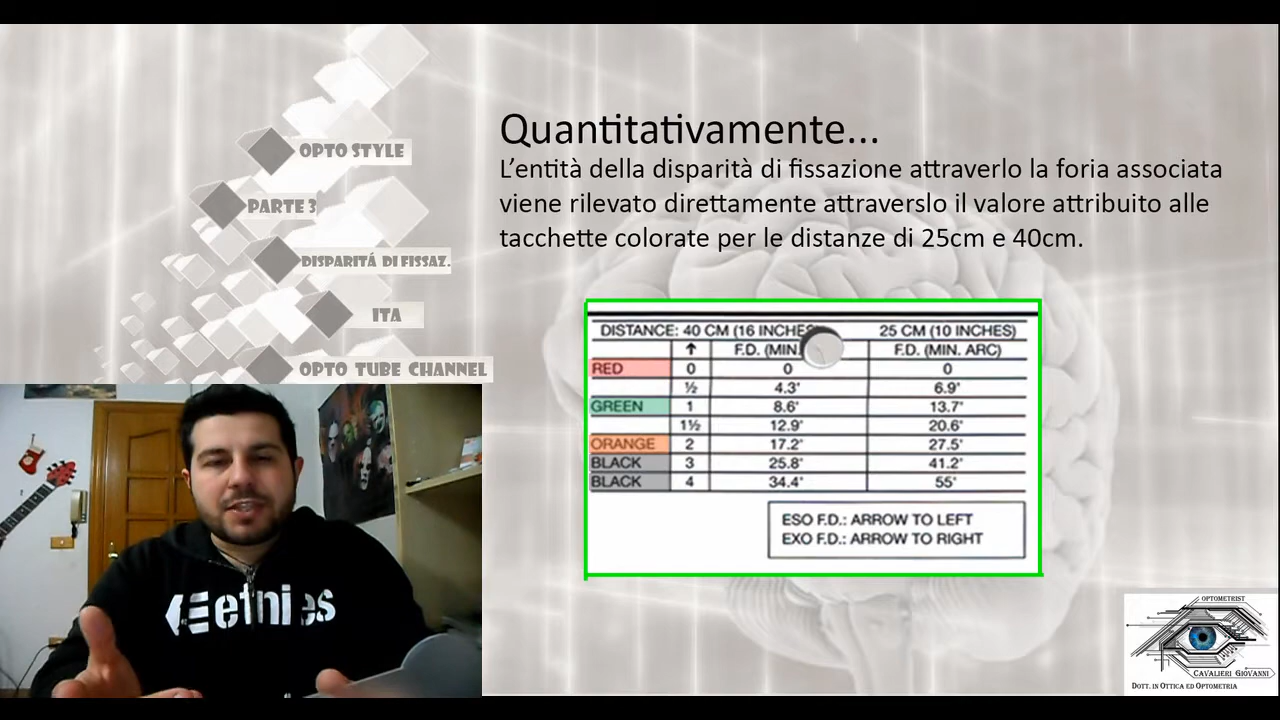 Quantitativamente...
L’entità della disparità di fissazione attraverlo la foria associata
viene rilevato direttamente attraverslo il valore attribuito alle
tacchette colorate per le distanze di 25cm e 40cm.
OPTO STYLE
PARTE 3
DISPARITÁ DI FISSAZ.
ITA
OPTO TUBE CHANNEL
DISTANCE: 40 CM (16 INCHES 25 CM (10 INCHES)
F.D. (MIN. F.D. (MIN. ARC)
RED 0 0 0
½ 4.3' 6.9'
GREEN 1 8.6' 13.7'
1½ 12.9' 20.6'
ORANGE 2 17.2' 27.5'
BLACK 3 25.8' 41.2'
BLACK 4 34.4' 55'
ESO F.D.: ARROW TO LEFT
EXO F.D.: ARROW TO RIGHT
etnies
OPTOMETRIST
CAVALIERI GIOVANNI
DOTT. IN OTTICA ED OPTOMETRIA